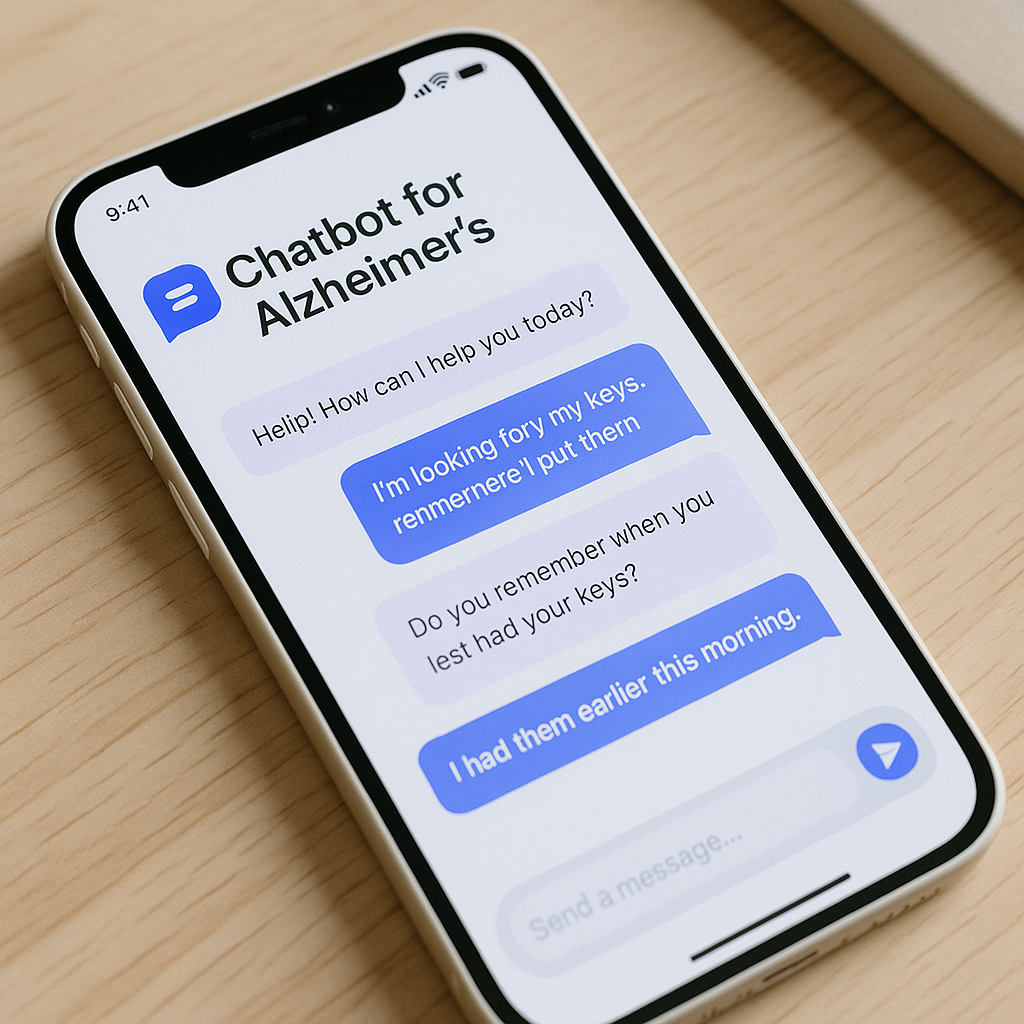 9:41
Chatbot for
Alzheimer's
Helip! How can I help you today?
I'm looking fory my keys.
renmernere'l put thern
Do you remember when you
lest had your keys?
I had them earlier this morning.
Send a message...